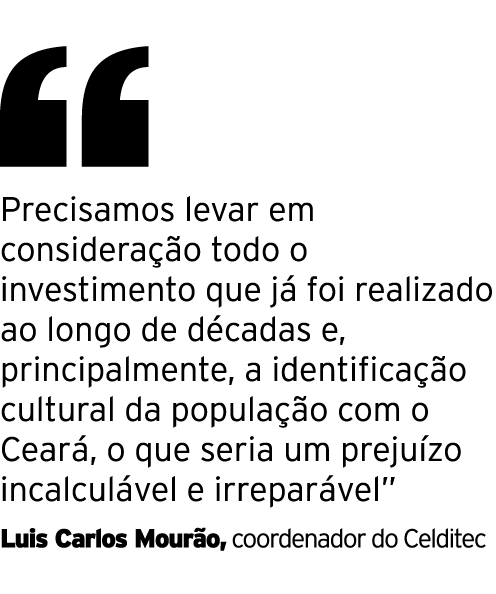 “
Precisamos levar em
consideração todo o
investimento que já foi realizado
ao longo de décadas e,
principalmente, a identificação
cultural da população com o
Ceará, o que seria um prejuízo
incalculável e irreparável”
Luis Carlos Mourão, coordenador do Celditec